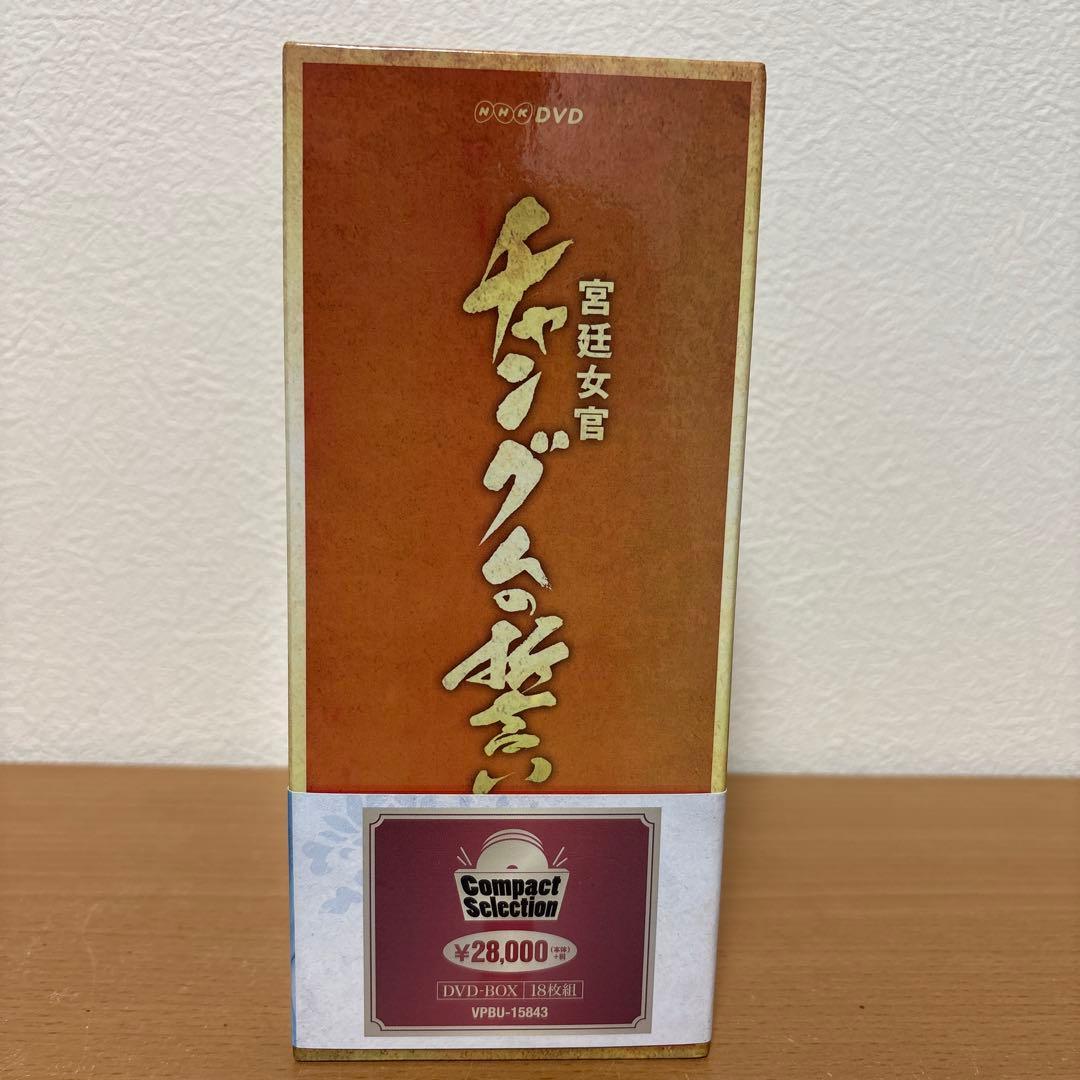 NHK DVD
宮廷女官
チャングムの誓い
Compact
Selection
¥28,000(本体)+税
DVD-BOX 18枚組
VPBU-15843